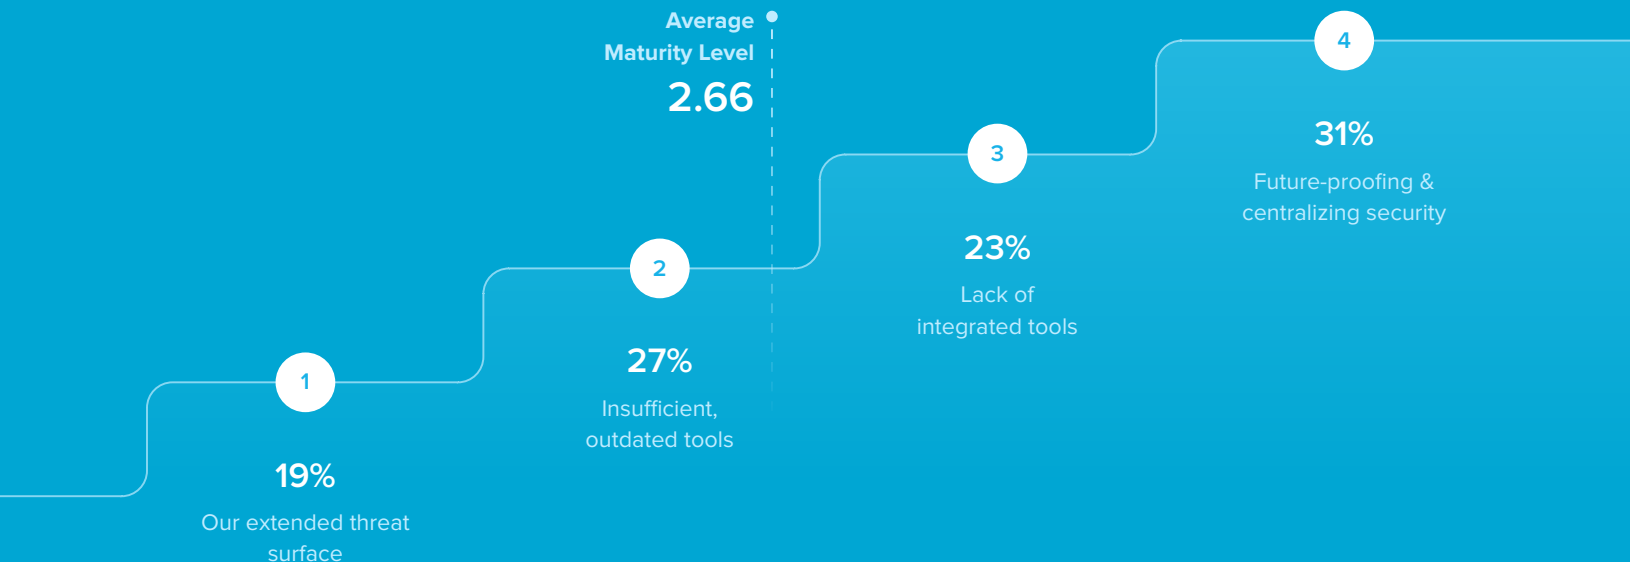 Average
Maturity Level
2.66
1
19%
Our extended threat
surface
2
27%
Insufficient,
outdated tools
3
23%
Lack of
integrated tools
4
31%
Future-proofing &
centralizing security